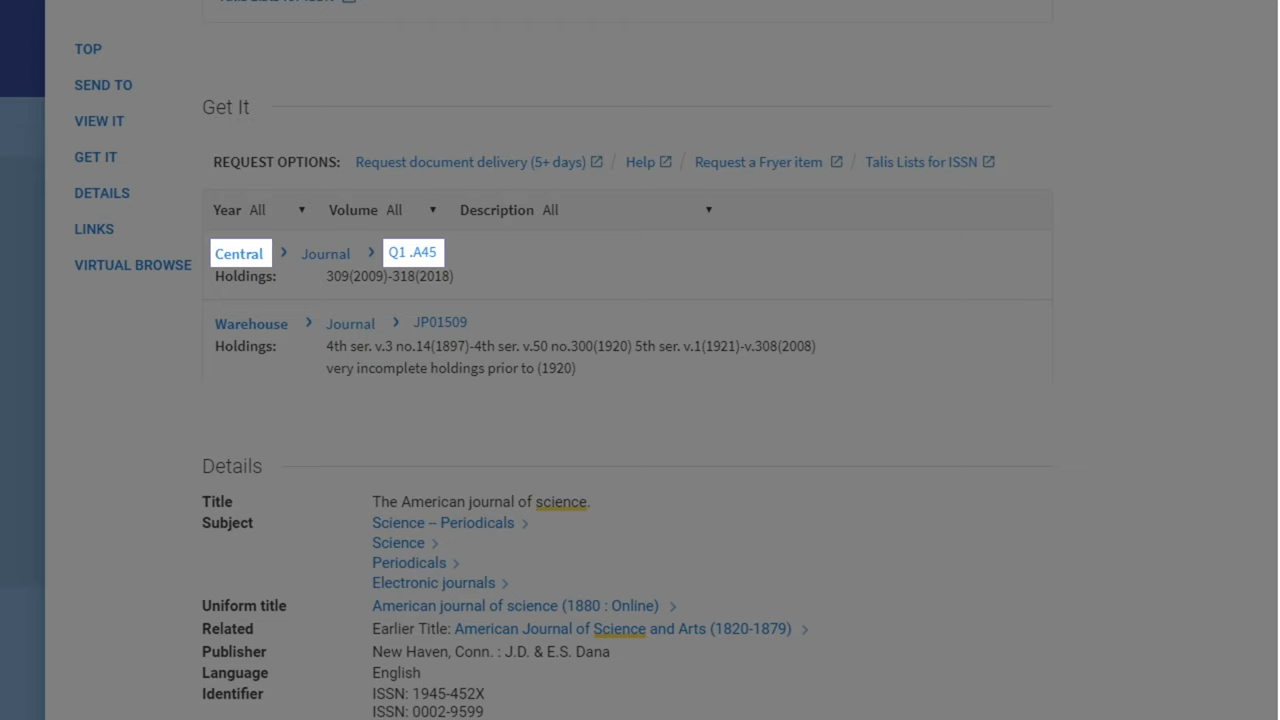 TOP
SEND TO
VIEW IT
GET IT
DETAILS
LINKS
VIRTUAL BROWSE
Get It
REQUEST OPTIONS: Request document delivery (5+ days) / Help / Request a Fryer item / Talis Lists for ISSN
Year All Volume All Description All
Central Journal Q1 .A45
Holdings: 309(2009)-318(2018)
Warehouse Journal JP01509
Holdings: 4th ser. v.3 no.14(1897)-4th ser. v.50 no.300(1920) 5th ser. v.1(1921)-v.308(2008)
very incomplete holdings prior to (1920)
Details
Title The American journal of science.
Subject Science -- Periodicals
Science
Periodicals
Electronic journals
Uniform title American journal of science (1880 : Online)
Related Earlier Title: American Journal of Science and Arts (1820-1879)
Publisher New Haven, Conn. : J.D. & E.S. Dana
Language English
Identifier ISSN: 1945-452X
ISSN: 0002-9599